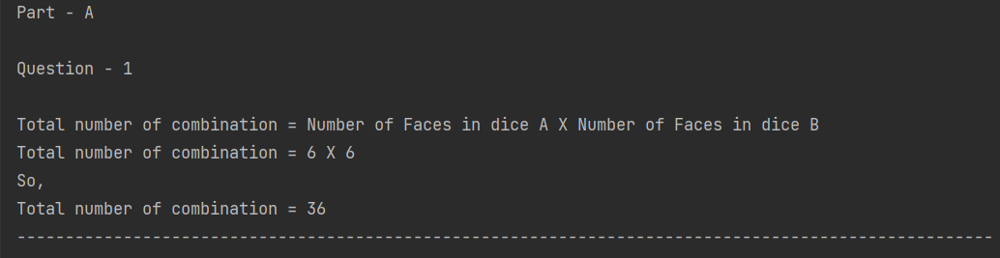 Part - A
Question - 1
Total number of combination = Number of Faces in dice A X Number of Faces in dice B
Total number of combination = 6 X 6
So,
Total number of combination = 36
-----------------------------------------------------------------------------------------------------